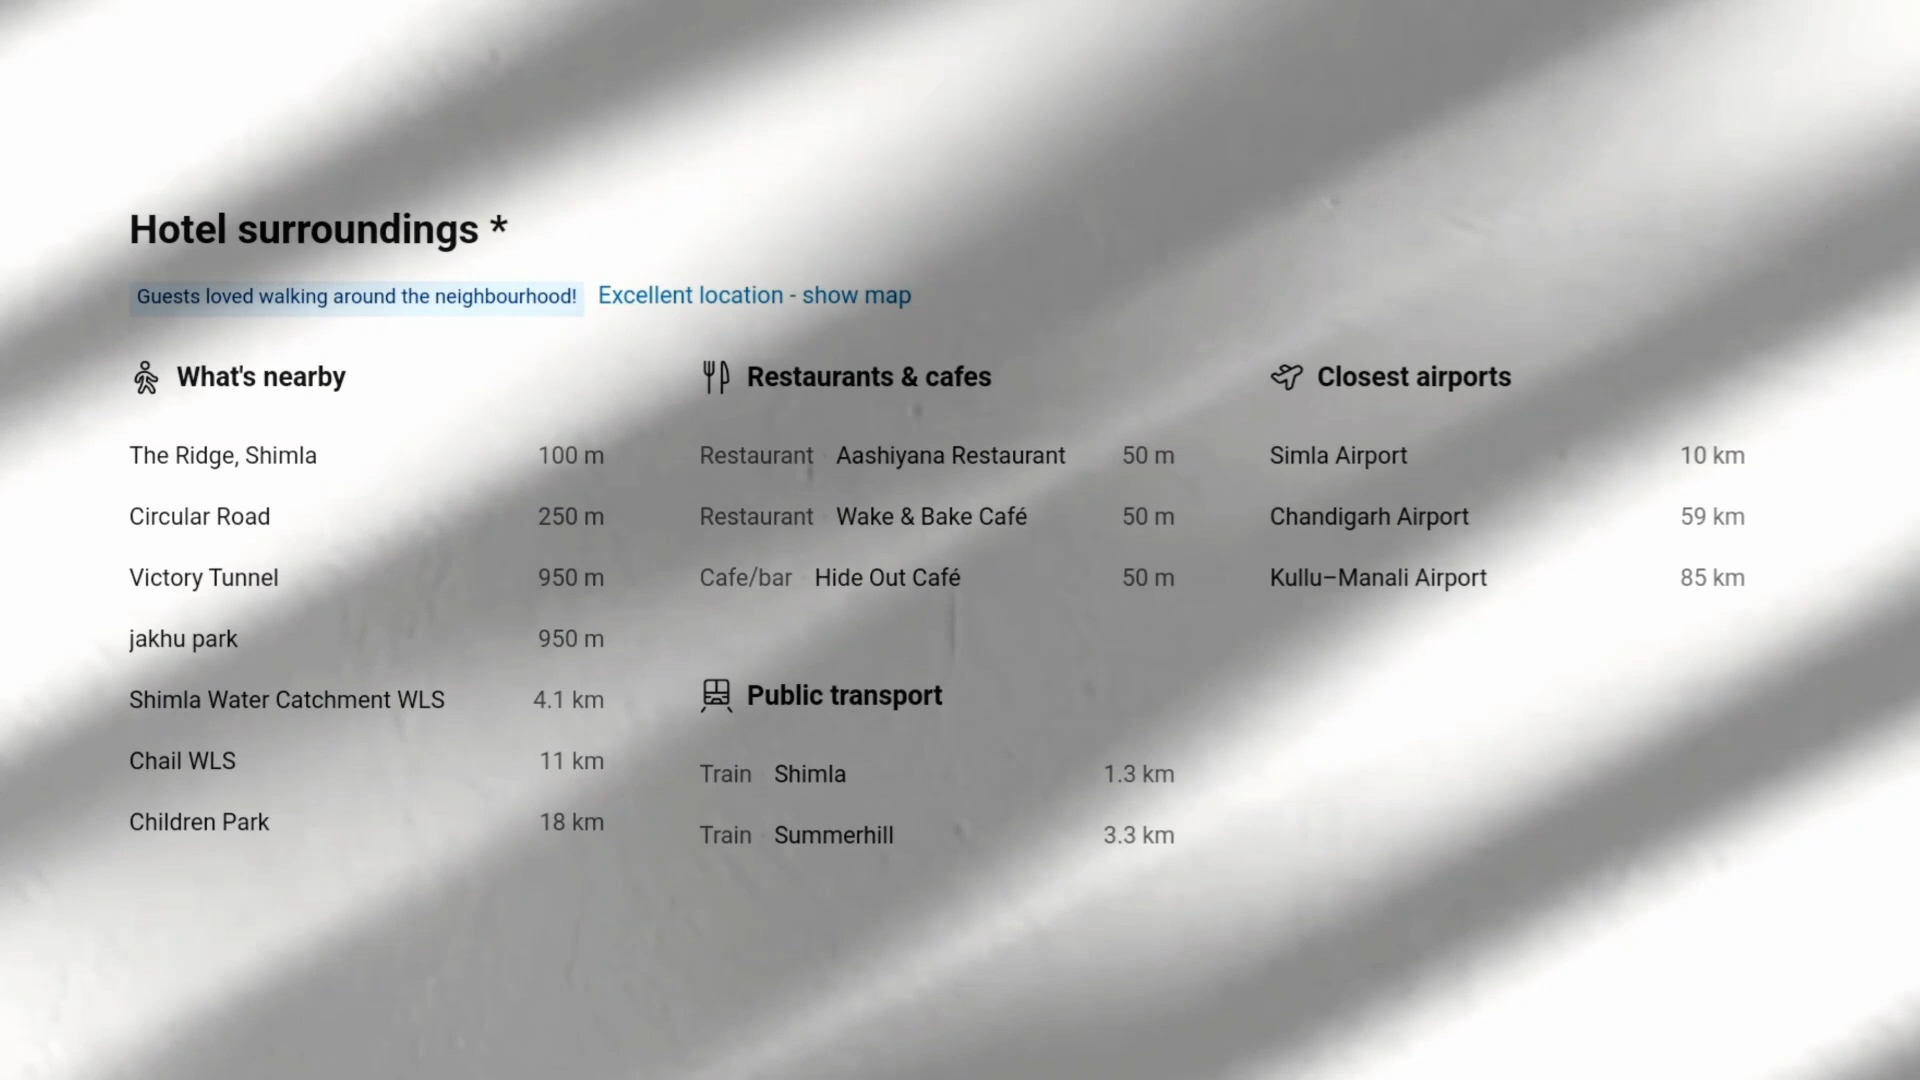 Hotel surroundings *
Guests loved walking around the neighbourhood! Excellent location - show map
What's nearby
The Ridge, Shimla 100 m
Circular Road 250 m
Victory Tunnel 950 m
jakhu park 950 m
Shimla Water Catchment WLS 4.1 km
Chail WLS 11 km
Children Park 18 km
Restaurants & cafes
Restaurant Aashiyana Restaurant 50 m
Restaurant Wake & Bake Café 50 m
Cafe/bar Hide Out Café 50 m
Public transport
Train Shimla 1.3 km
Train Summerhill 3.3 km
Closest airports
Simla Airport 10 km
Chandigarh Airport 59 km
Kullu–Manali Airport 85 km